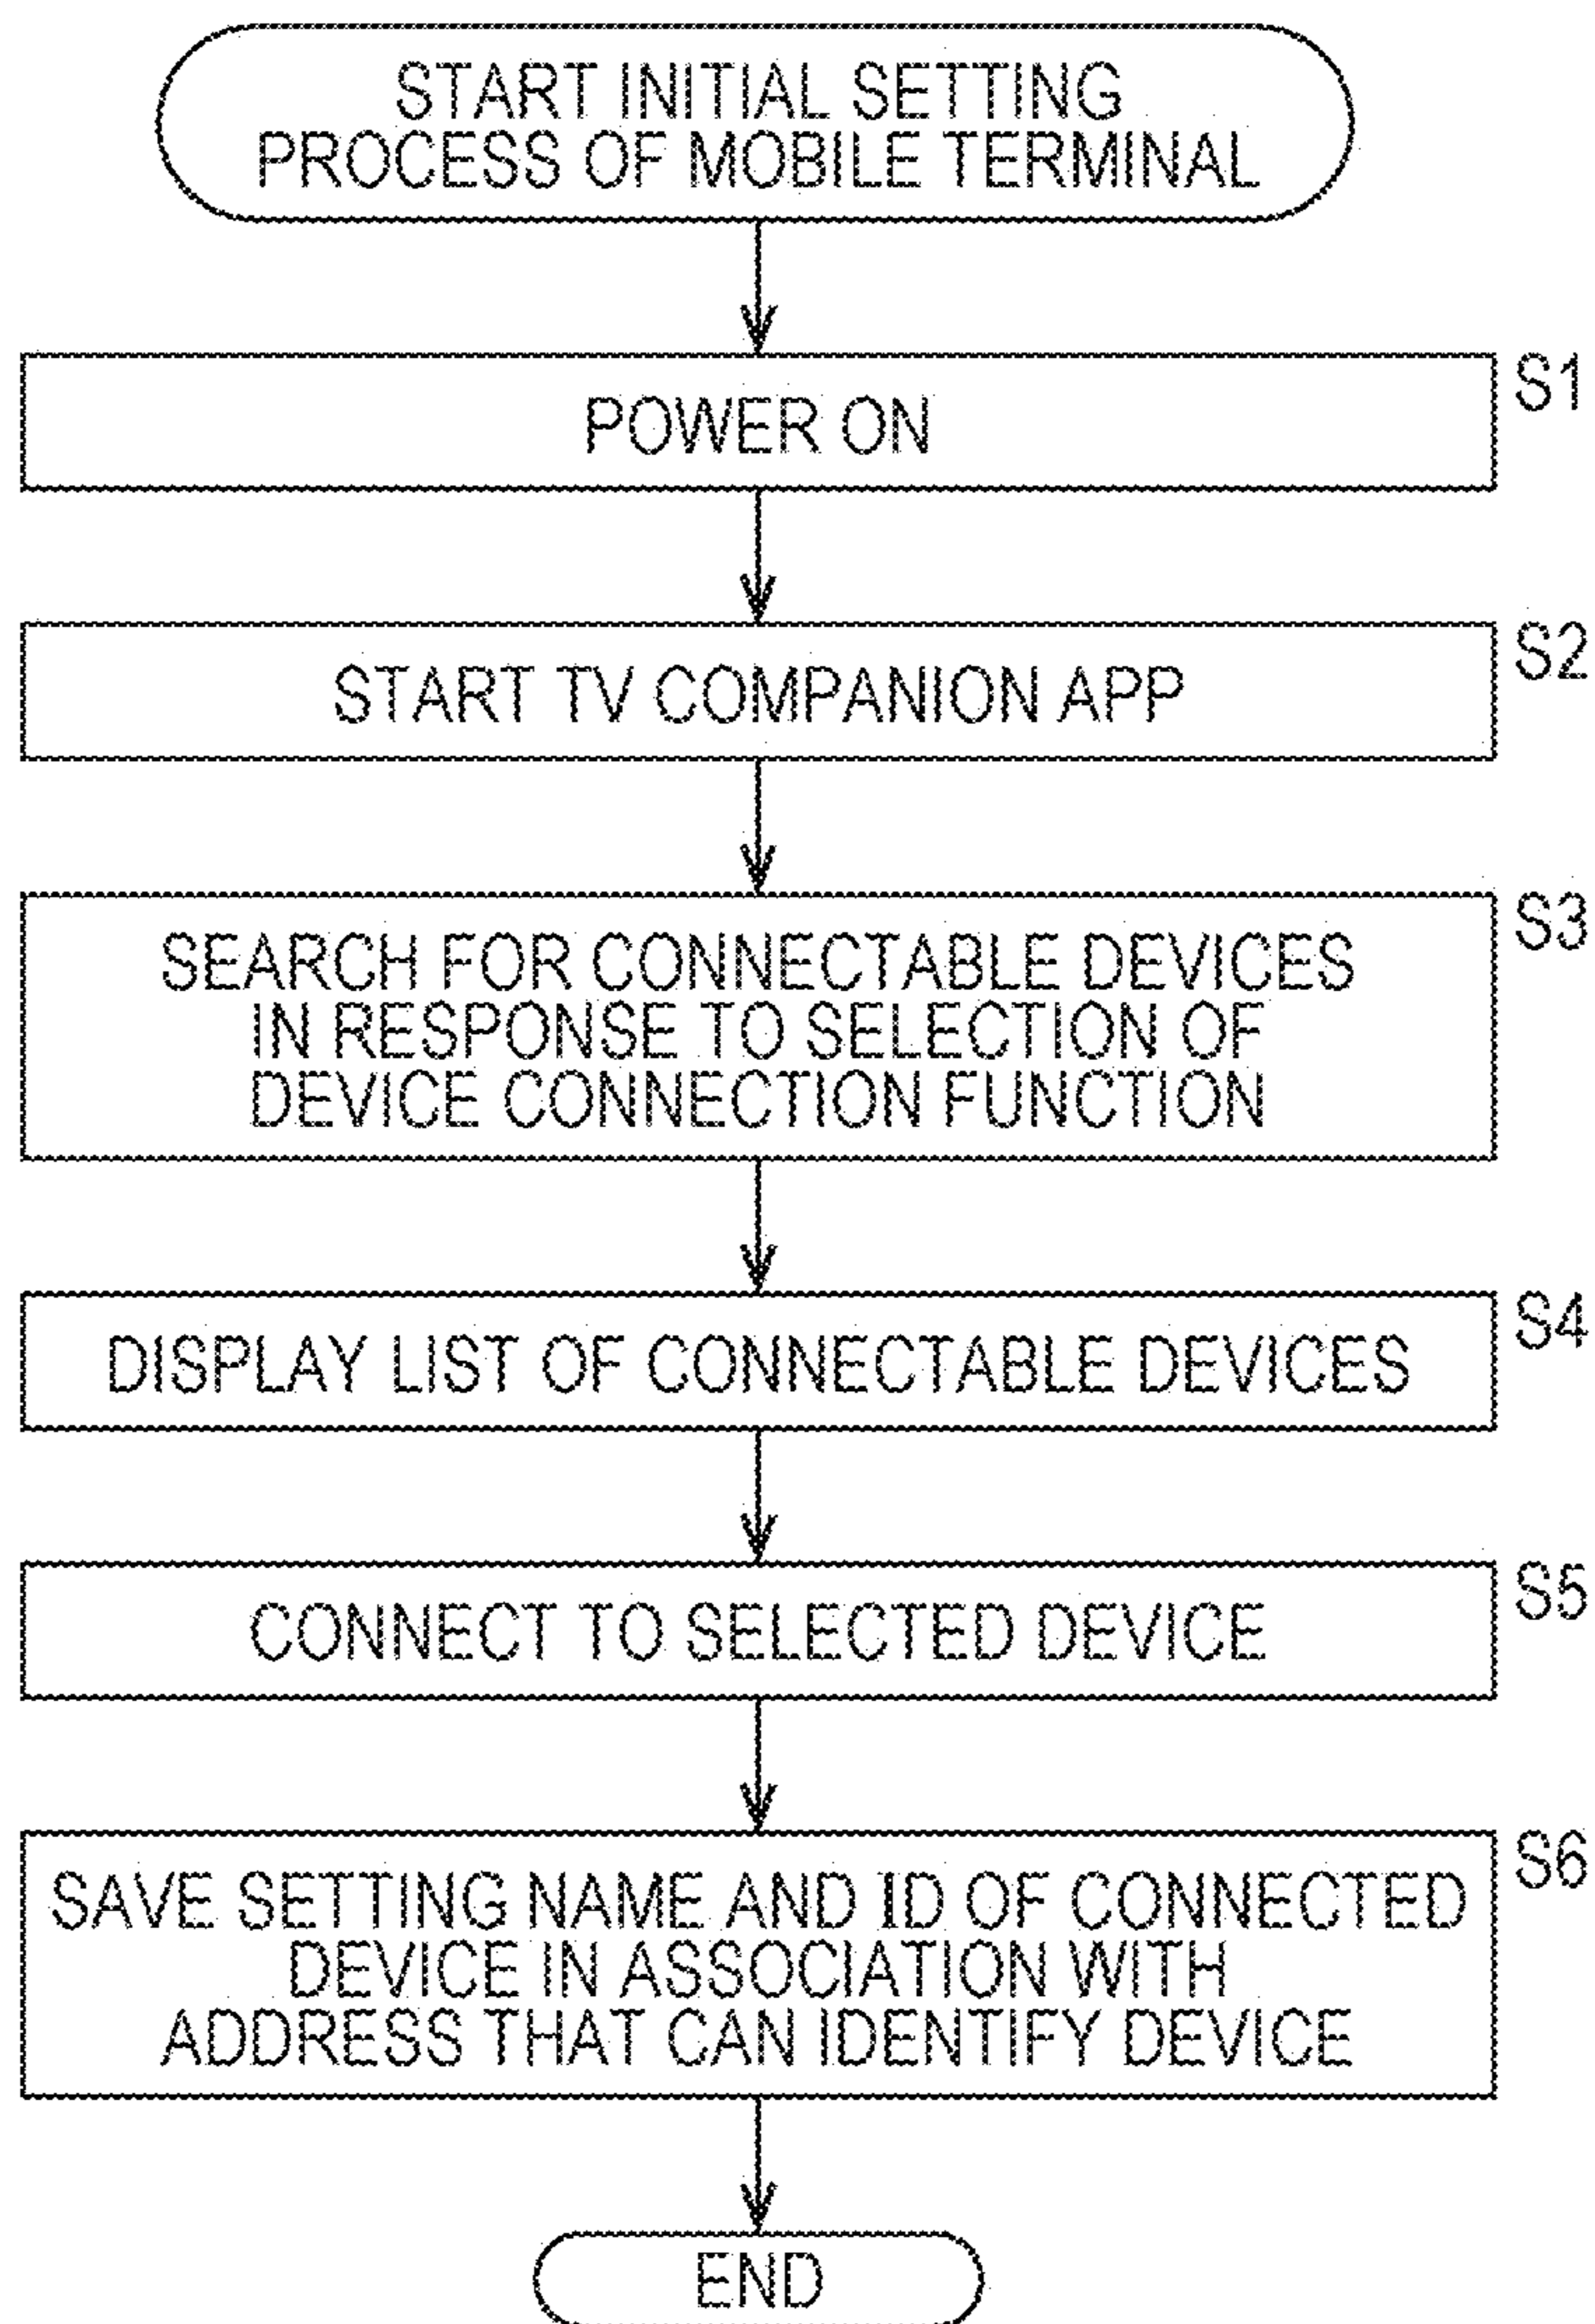 START INITIAL SETTING
PROCESS OF MOBILE TERMINAL
S1
POWER ON
S2
START TV COMPANION APP
S3
SEARCH FOR CONNECTABLE DEVICES
IN RESPONSE TO SELECTION OF
DEVICE CONNECTION FUNCTION
S4
DISPLAY LIST OF CONNECTABLE DEVICES
S5
CONNECT TO SELECTED DEVICE
S6
SAVE SETTING NAME AND ID OF CONNECTED
DEVICE IN ASSOCIATION WITH
ADDRESS THAT CAN IDENTIFY DEVICE
END